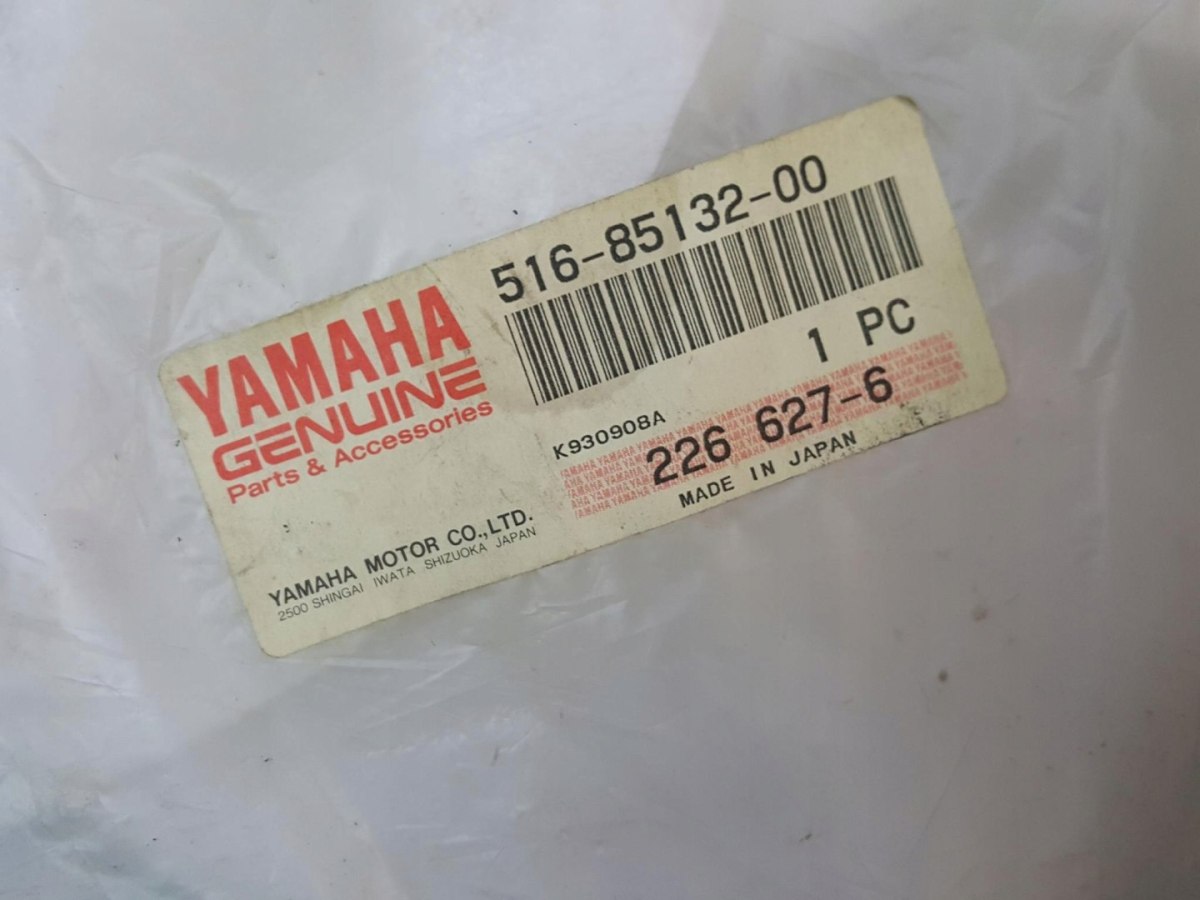 516-85132-00
YAMAHA
GENUINE
Parts & Accessories
1 PC
K930908A
226 627-6
MADE IN JAPAN
YAMAHA MOTOR CO.,LTD.
2500 SHINGAI IWATA SHIZUOKA JAPAN